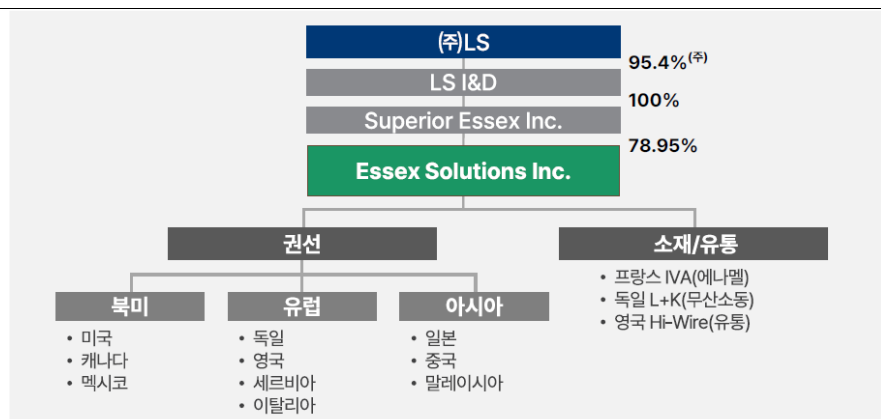 (주)LS
95.4%(주)
LS I&D
100%
Superior Essex Inc.
78.95%
Essex Solutions Inc.
권선
소재/유통
• 프랑스 IVA(에나멜)
• 독일 L+K(무산소동)
• 영국 Hi-Wire(유통)
북미
유럽
아시아
• 미국
• 캐나다
• 멕시코
• 독일
• 영국
• 세르비아
• 이탈리아
• 일본
• 중국
• 말레이시아